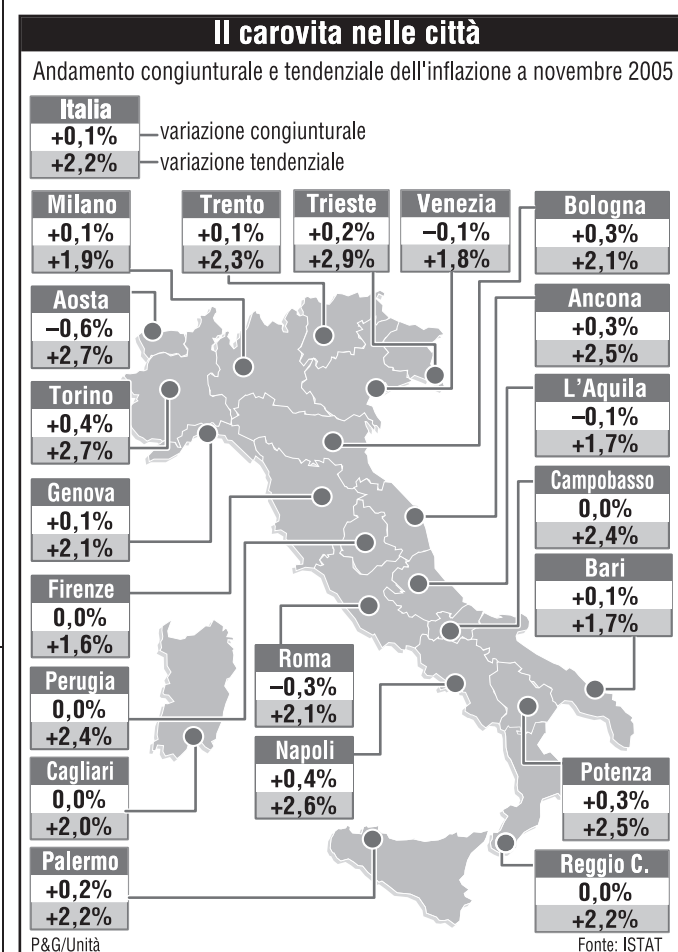 Il carovita nelle città
Andamento congiunturale e tendenziale dell'inflazione a novembre 2005
Italia
+0,1%
variazione congiunturale
+2,2%
variazione tendenziale
Milano
+0,1%
+1,9%
Trento
+0,1%
+2,3%
Trieste
+0,2%
+2,9%
Venezia
–0,1%
+1,8%
Bologna
+0,3%
+2,1%
Aosta
–0,6%
+2,7%
Ancona
+0,3%
+2,5%
Torino
+0,4%
+2,7%
L'Aquila
–0,1%
+1,7%
Genova
+0,1%
+2,1%
Campobasso
0,0%
+2,4%
Firenze
0,0%
+1,6%
Bari
+0,1%
+1,7%
Perugia
0,0%
+2,4%
Roma
–0,3%
+2,1%
Cagliari
0,0%
+2,0%
Napoli
+0,4%
+2,6%
Potenza
+0,3%
+2,5%
Palermo
+0,2%
+2,2%
Reggio C.
0,0%
+2,2%
P&G/Unità
Fonte: ISTAT